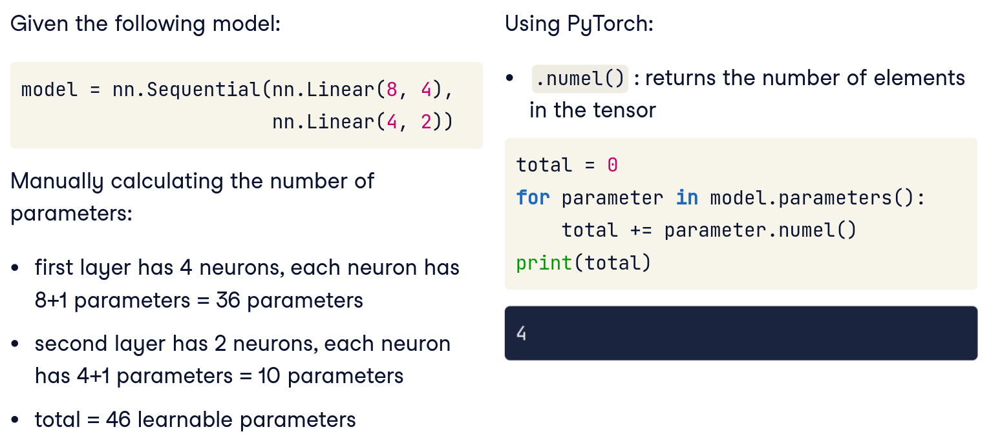 Given the following model:
model = nn.Sequential(nn.Linear(8, 4),
                      nn.Linear(4, 2))
Manually calculating the number of
parameters:
• first layer has 4 neurons, each neuron has
8+1 parameters = 36 parameters
• second layer has 2 neurons, each neuron
has 4+1 parameters = 10 parameters
• total = 46 learnable parameters
Using PyTorch:
• .numel() : returns the number of elements
in the tensor
total = 0
for parameter in model.parameters():
    total += parameter.numel()
print(total)
4